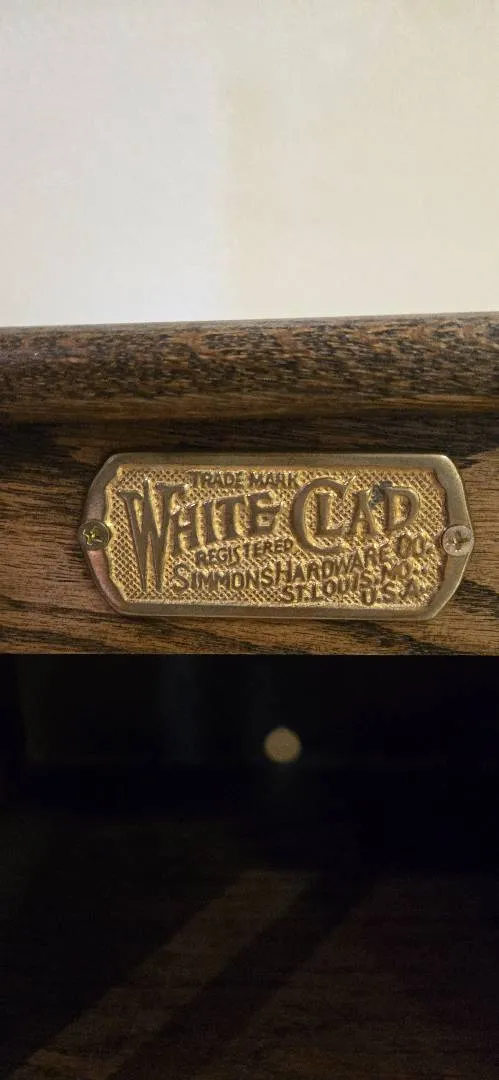 TRADE MARK
WHITE CLAD
REGISTERED
SIMMONS HARDWARE CO.
ST. LOUIS, MO.
U.S.A.